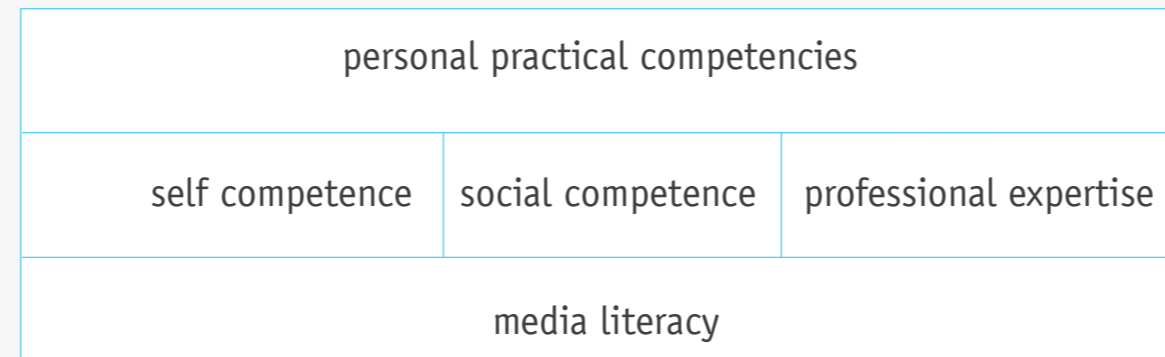 personal practical competencies
self competence social competence professional expertise
media literacy